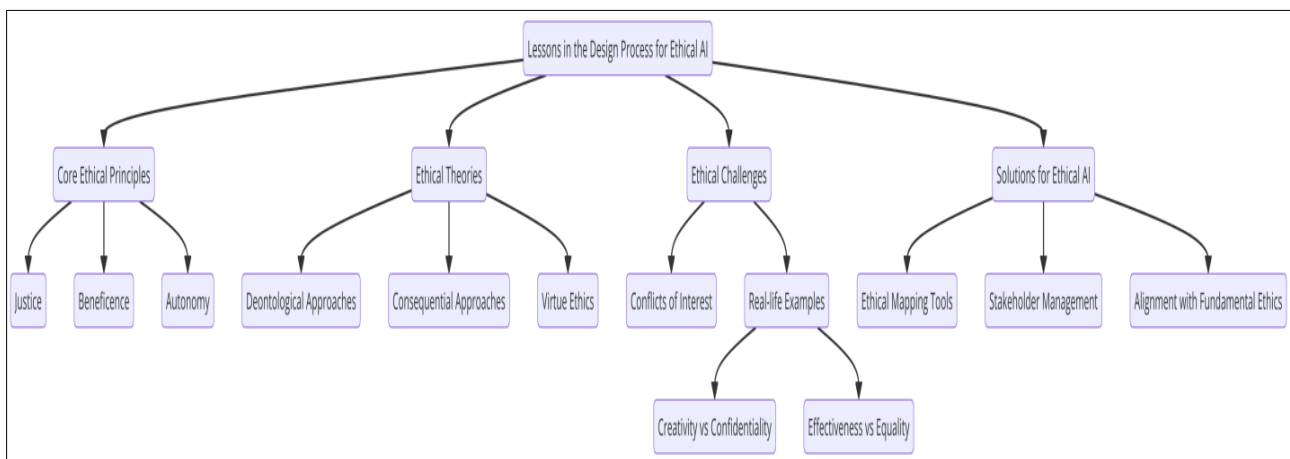 Lessons in the Design Process for Ethical AI
Core Ethical Principles
Ethical Theories
Ethical Challenges
Solutions for Ethical AI
Justice
Beneficence
Autonomy
Deontological Approaches
Consequential Approaches
Virtue Ethics
Conflicts of Interest
Real-life Examples
Ethical Mapping Tools
Stakeholder Management
Alignment with Fundamental Ethics
Creativity vs Confidentiality
Effectiveness vs Equality